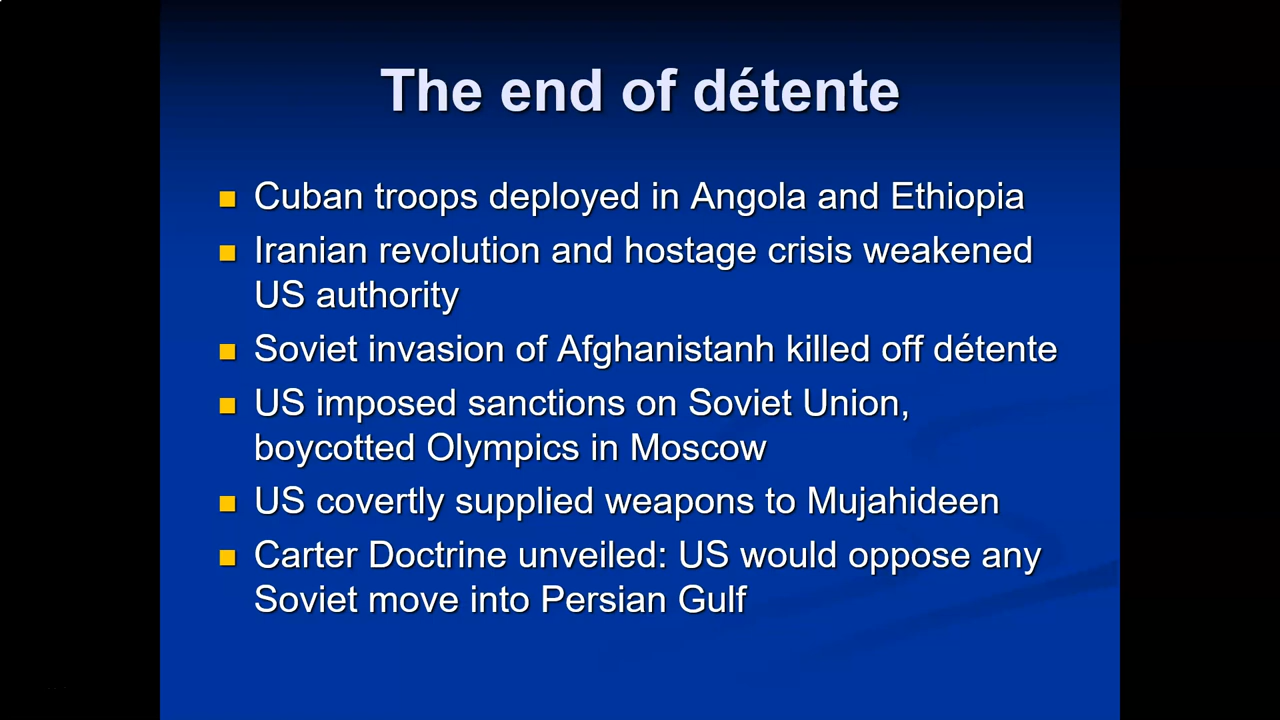 The end of détente
Cuban troops deployed in Angola and Ethiopia
Iranian revolution and hostage crisis weakened
US authority
Soviet invasion of Afghanistanh killed off détente
US imposed sanctions on Soviet Union,
boycotted Olympics in Moscow
US covertly supplied weapons to Mujahideen
Carter Doctrine unveiled: US would oppose any
Soviet move into Persian Gulf